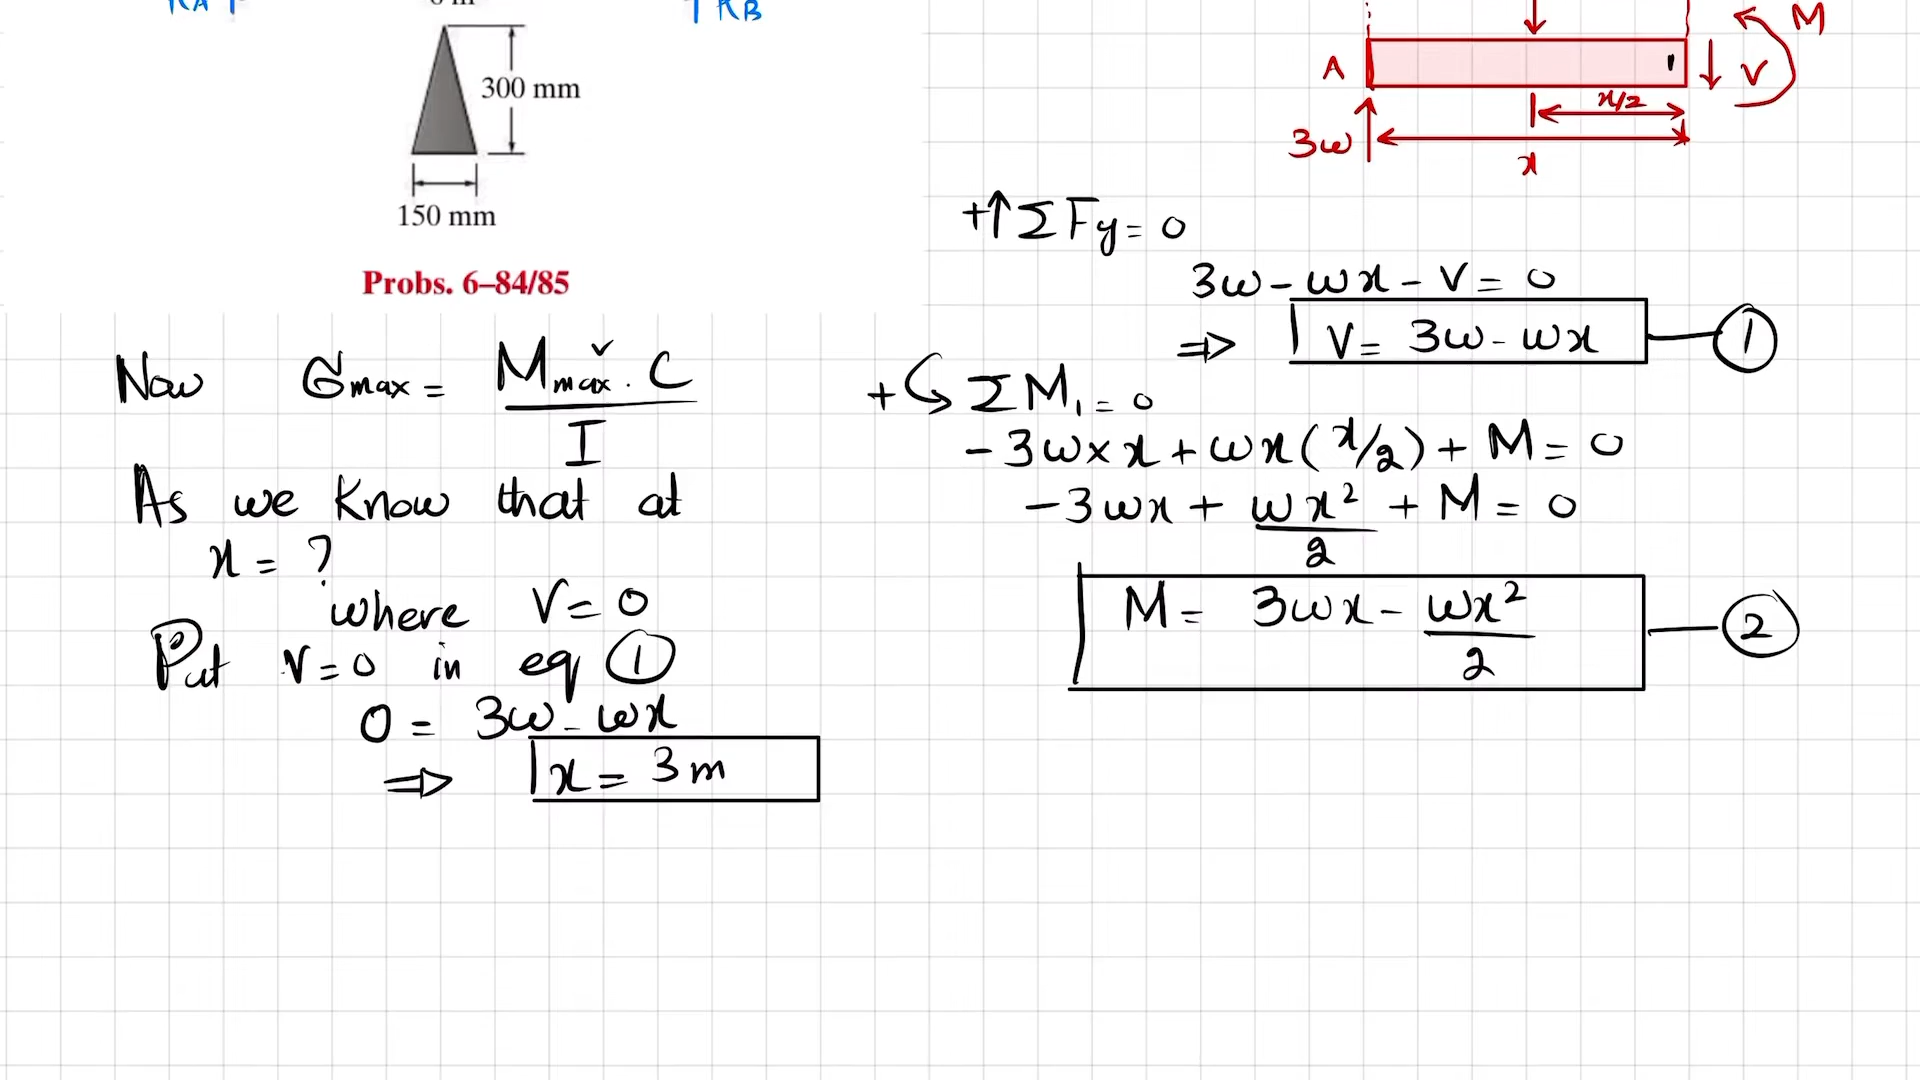 300 mm
150 mm
Probs. 6–84/85
Now σmax = Mmax · C / I
As we know that at
x = ?
where V = 0
Put V = 0 in eq ①
0 = 3w - wx
⇒ x = 3m
M
A
V
x/2
3w
x
+↑ΣFy = 0
3w - wx - V = 0
⇒ V = 3w - wx — ①
+ ΣM₁ = 0
-3w × x + wx(x/2) + M = 0
-3wx + wx²/2 + M = 0
M = 3wx - wx²/2 — ②